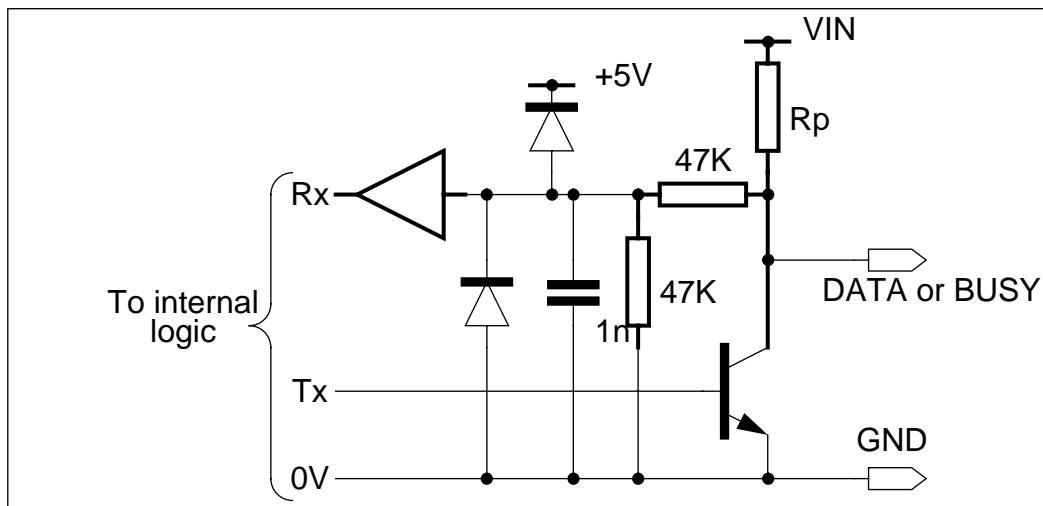 VIN
+5V
Rp
47K
Rx
To internal
logic
47K
1n
DATA or BUSY
Tx
GND
0V